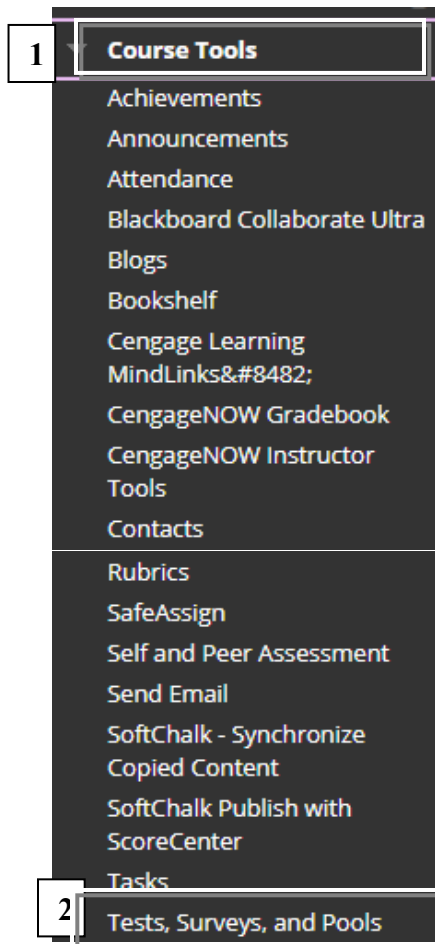 1
Course Tools
Achievements
Announcements
Attendance
Blackboard Collaborate Ultra
Blogs
Bookshelf
Cengage Learning
MindLinks&#8482;
CengageNOW Gradebook
CengageNOW Instructor
Tools
Contacts
Rubrics
SafeAssign
Self and Peer Assessment
Send Email
SoftChalk - Synchronize
Copied Content
SoftChalk Publish with
ScoreCenter
Tasks
2
Tests, Surveys, and Pools